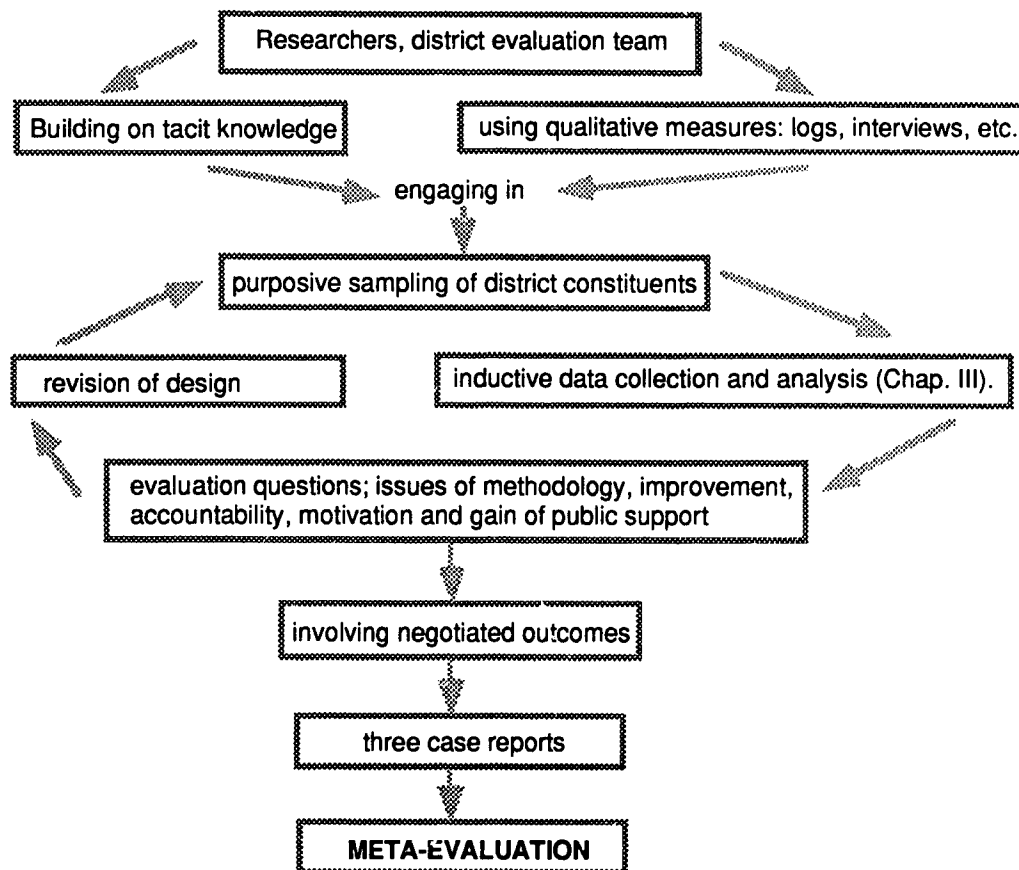 Researchers, district evaluation team
Building on tacit knowledge
using qualitative measures: logs, interviews, etc.
engaging in
purposive sampling of district constituents
revision of design
inductive data collection and analysis (Chap. III).
evaluation questions; issues of methodology, improvement,
accountability, motivation and gain of public support
involving negotiated outcomes
three case reports
META-EVALUATION